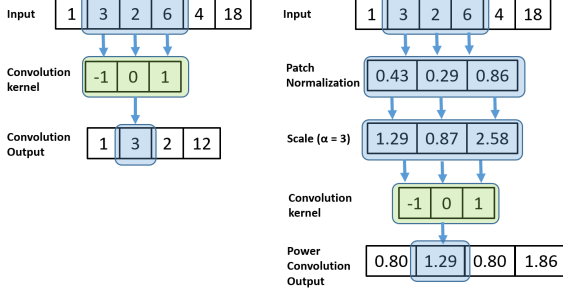 Input 1 3 2 6 4 18
Convolution
kernel -1 0 1
Convolution
Output 1 3 2 12
Input 1 3 2 6 4 18
Patch
Normalization 0.43 0.29 0.86
Scale (α = 3) 1.29 0.87 2.58
Convolution
kernel -1 0 1
Power
Convolution 0.80 1.29 0.80 1.86
Output